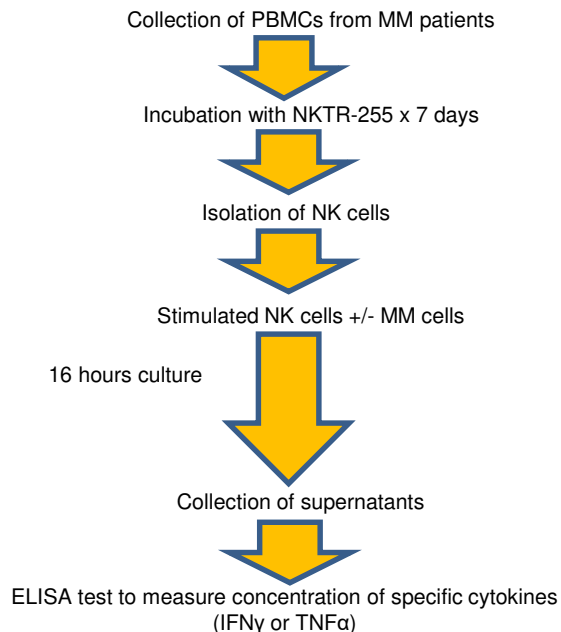 Collection of PBMCs from MM patients
Incubation with NKTR-255 x 7 days
Isolation of NK cells
Stimulated NK cells +/- MM cells
16 hours culture
Collection of supernatants
ELISA test to measure concentration of specific cytokines
(IFNγ or TNFα)